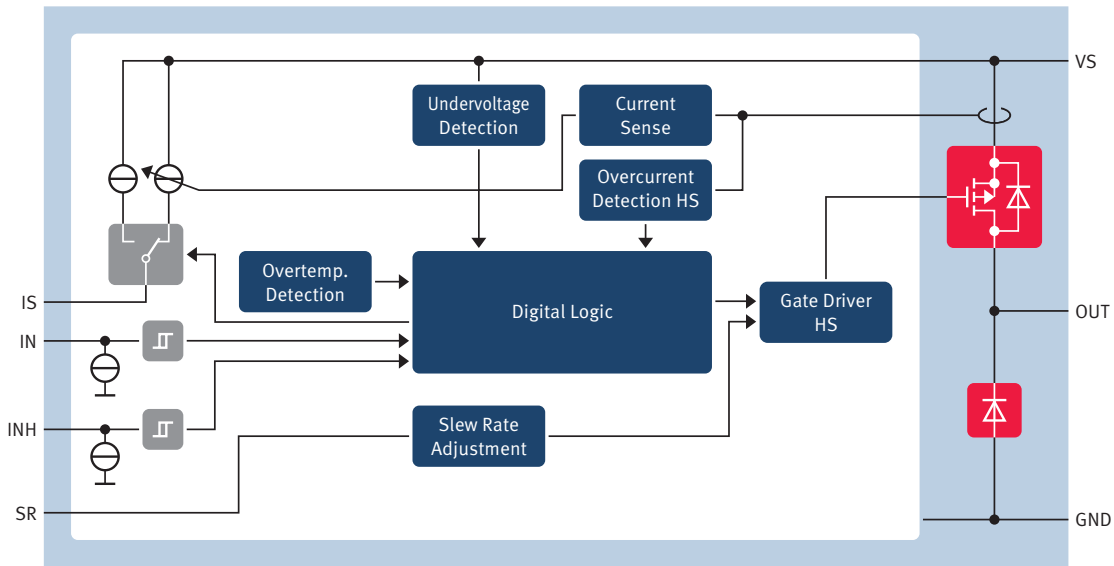 VS
Undervoltage
Detection
Current
Sense
Overcurrent
Detection HS
Overtemp.
Detection
Digital Logic
Gate Driver
HS
IS
IN
OUT
INH
Slew Rate
Adjustment
SR
GND